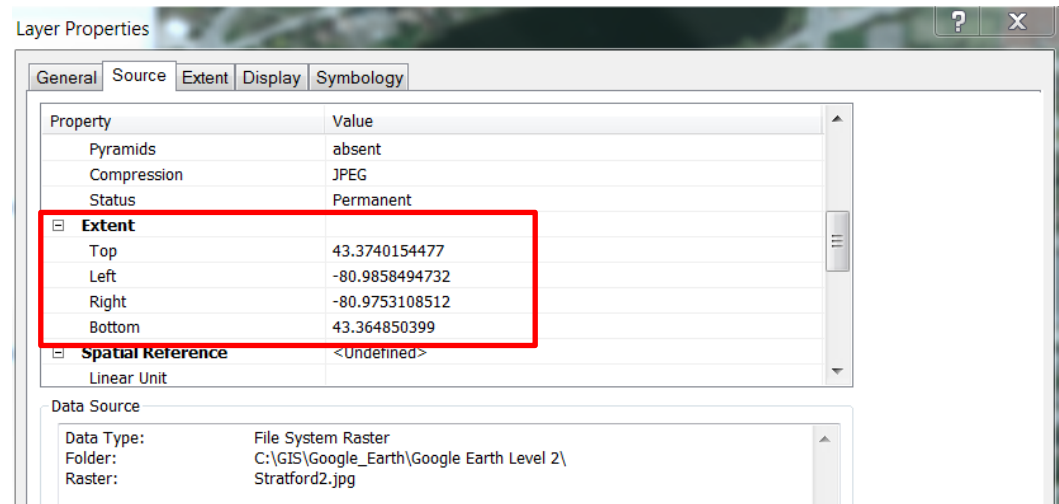 Layer Properties
? X
General Source Extent Display Symbology
Property Value
Pyramids absent
Compression JPEG
Status Permanent
Extent
Top 43.3740154477
Left -80.9858494732
Right -80.9753108512
Bottom 43.364850399
Spatial Reference <Undefined>
Linear Unit
Data Source
Data Type: File System Raster
Folder: C:\GIS\Google_Earth\Google Earth Level 2\
Raster: Stratford2.jpg